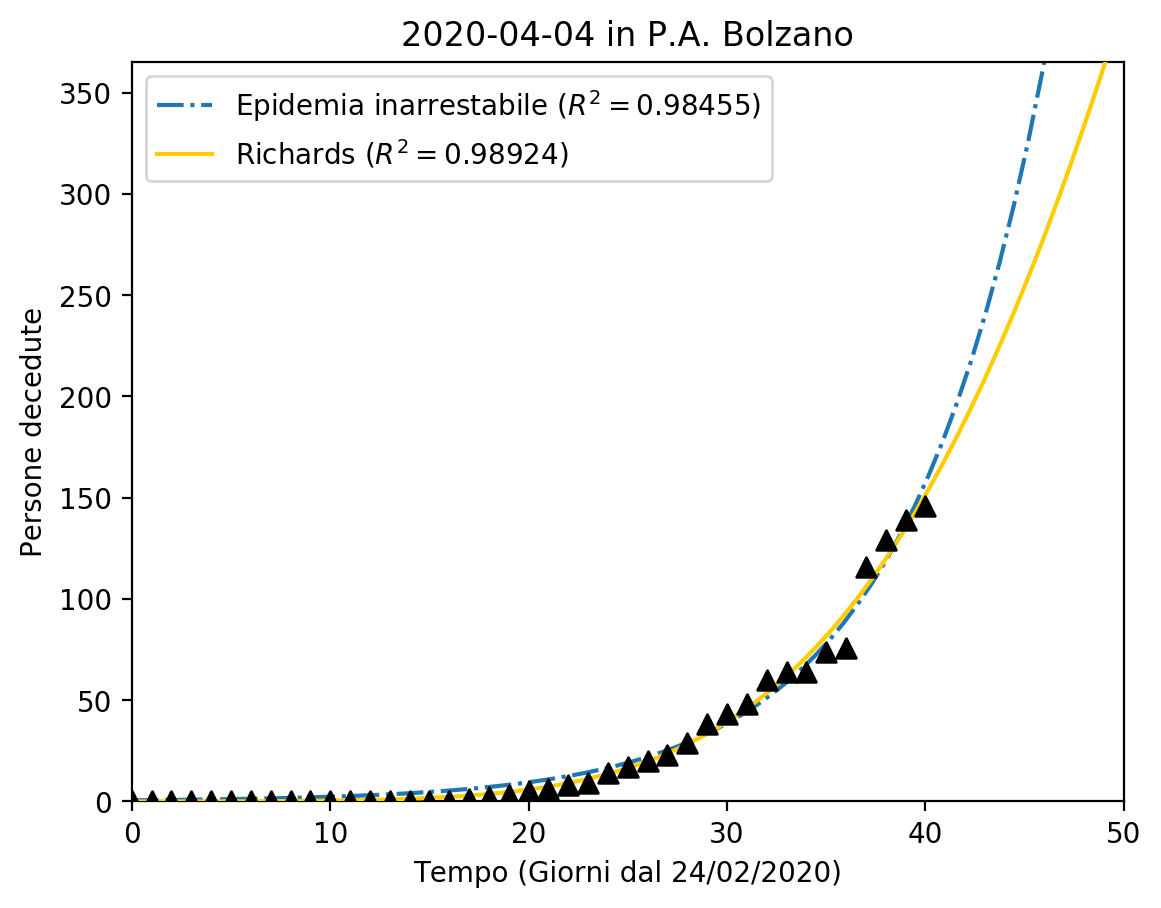 2020-04-04 in P.A. Bolzano
Epidemia inarrestabile (R² = 0.98455)
Richards (R² = 0.98924)
Persone decedute
350
300
250
200
150
100
50
0
0 10 20 30 40 50
Tempo (Giorni dal 24/02/2020)